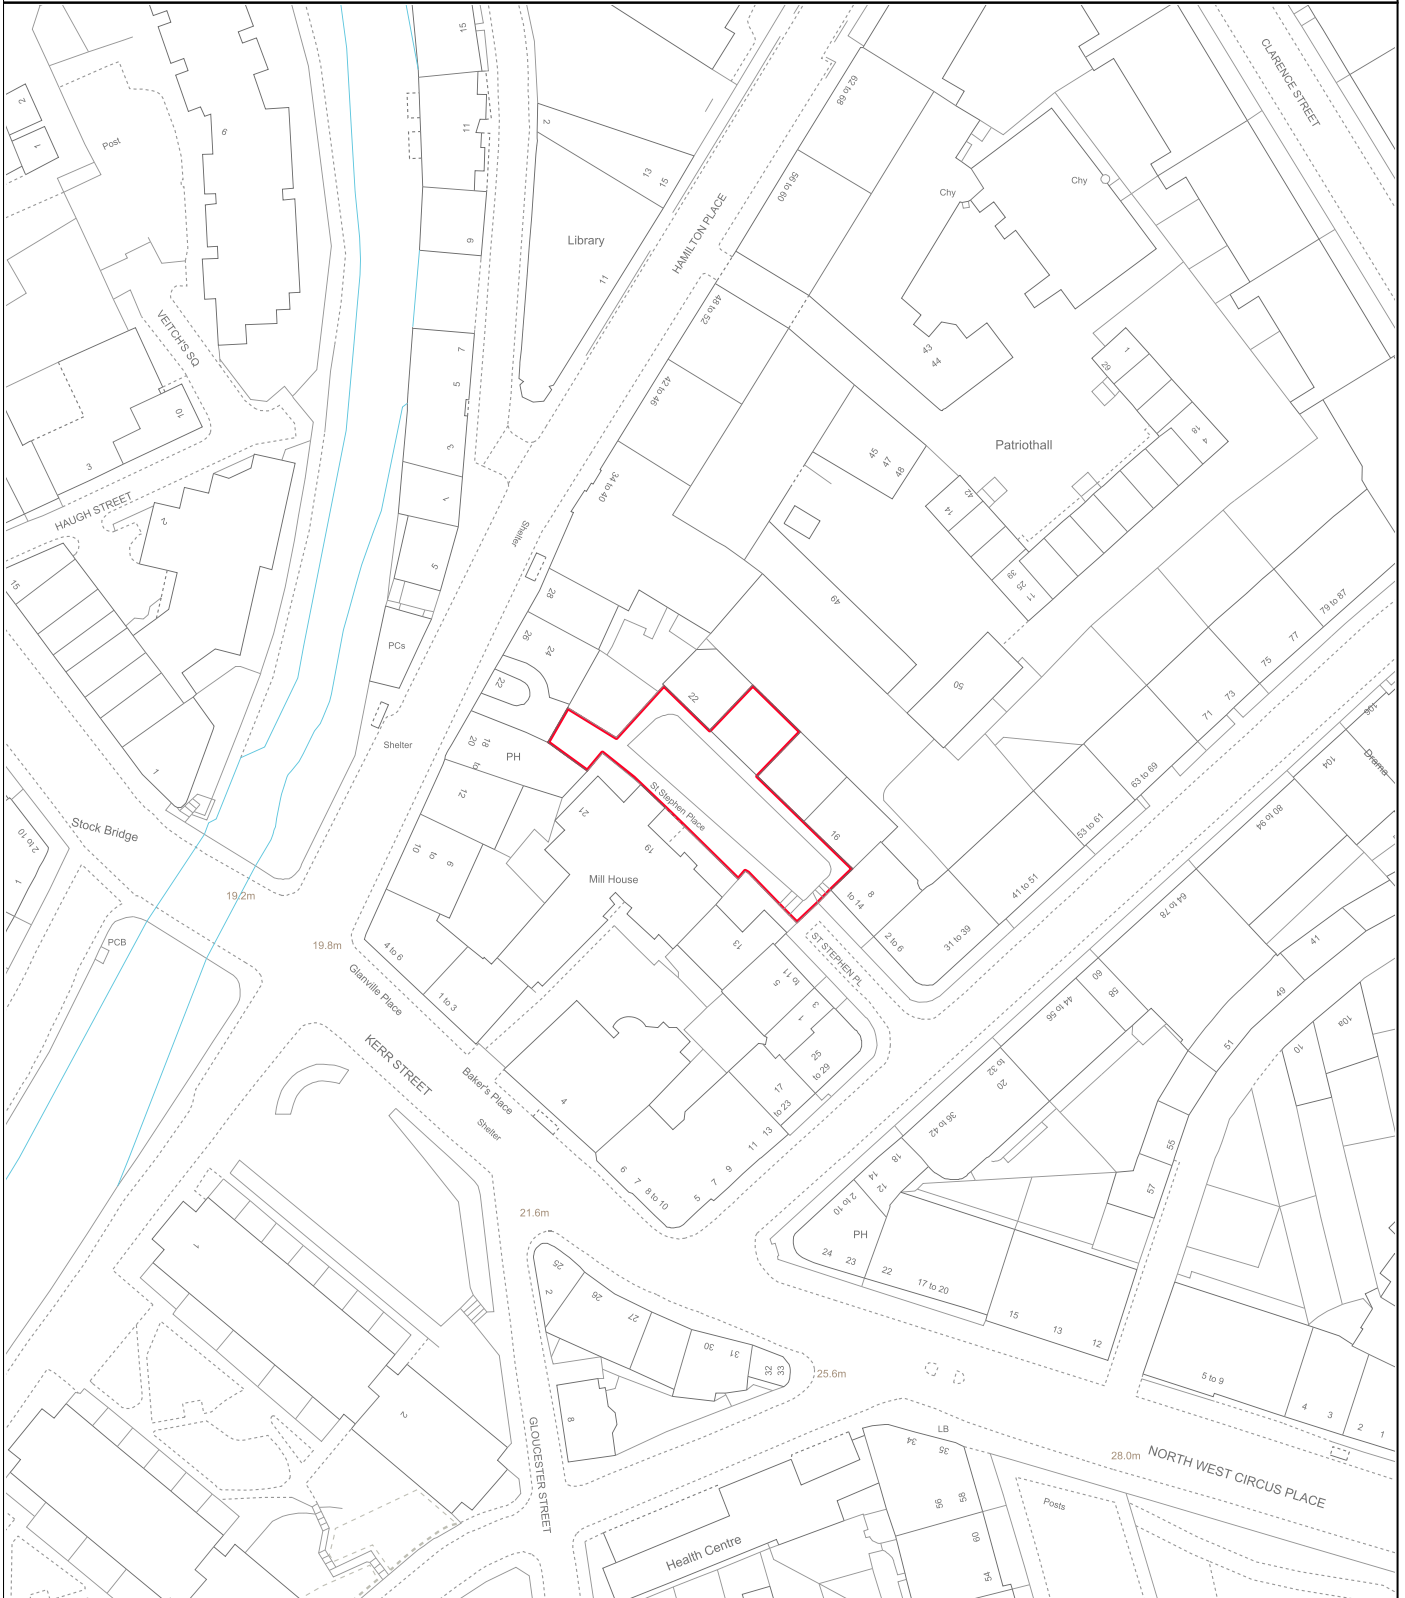 15
CLARENCE STREET
2
1
Post
6
11
2
62 to 68
13
15
56 to 60
Chy
Chy
9
Library
HAMILTON PLACE
11
48 to 52
VEITCH'S SQ
7
5
43
44
1
29
42 to 46
10
3
3
18
4
Patriothall
45
47
48
34 to 40
1
42
14
HAUGH STREET
2
Shelter
15
5
28
39
25
11
49
79 to 87
26
24
PCs
77
75
22
22
50
73
71
106
Shelter
18
20
to
PH
104
Drama
63 to 69
12
21
St Stephen Place
80 to 94
1
Stock Bridge
2 to 10
1
16
53 to 61
10
to
6
19
Mill House
8
to 14
41 to 51
19.2m
64 to 78
PCB
19.8m
4 to 6
13
ST STEPHEN PL
2 to 6
31 to 39
41
Glanville Place
1 to 3
5
to 11
60
58
44 to 56
49
3
1
10a
KERR STREET
25
to 29
51
10
Baker's Place
4
17
to 23
20
to 32
Shelter
36 to 42
13
11
55
6
7
8 to 10
5
7
9
18
14
12
57
2 to 10
21.6m
PH
1
24
23
22
17 to 20
25
2
26
27
15
13
12
30
31
32
33
25.6m
5 to 9
4
3
2
1
2
8
GLOUCESTER STREET
34
LB
35
28.0m
NORTH WEST CIRCUS PLACE
56
58
Posts
60
Health Centre
54